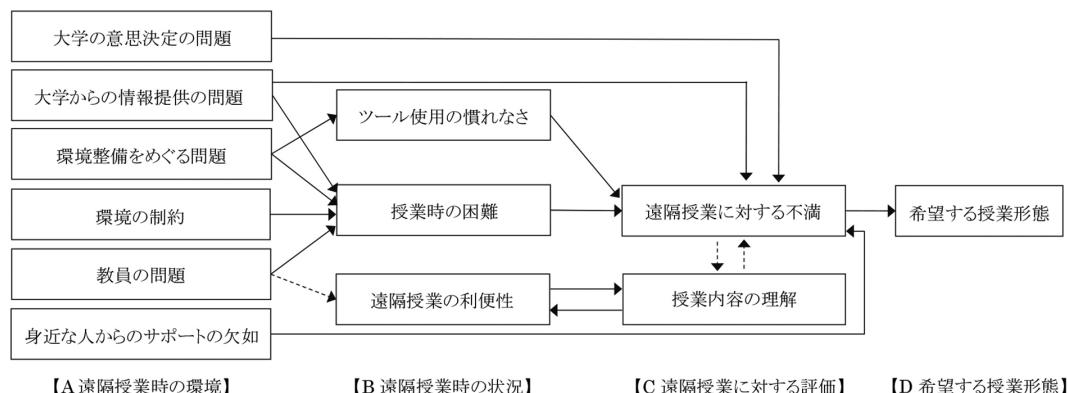 大学の意思決定の問題
大学からの情報提供の問題
環境整備をめぐる問題
環境の制約
教員の問題
身近な人からのサポートの欠如
ツール使用の慣れなさ
授業時の困難
遠隔授業の利便性
遠隔授業に対する不満
授業内容の理解
希望する授業形態
【A 遠隔授業時の環境】
【B 遠隔授業時の状況】
【C 遠隔授業に対する評価】
【D 希望する授業形態】